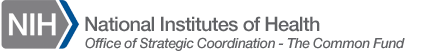 NIH National Institutes of Health
Office of Strategic Coordination - The Common Fund